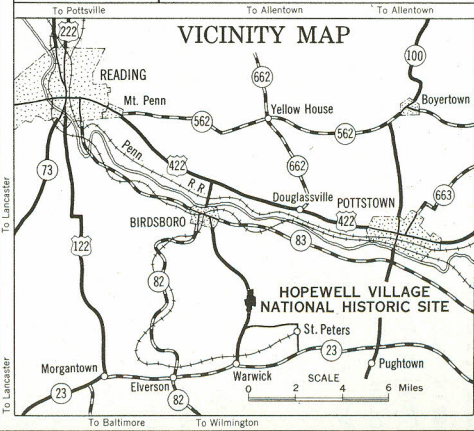 To Pottsville
To Allentown
To Allentown
VICINITY MAP
222
100
READING
662
Mt. Penn
Yellow House
Boyertown
562
562
Penn.
R R
422
662
73
Douglassville
POTTSTOWN
663
To Lancaster
BIRDSBORO
422
83
122
82
HOPEWELL VILLAGE
NATIONAL HISTORIC SITE
St. Peters
23
Morgantown
Elverson
Warwick
Pughtown
SCALE
0 2 4 6 Miles
To Lancaster
23
82
To Baltimore
To Wilmington